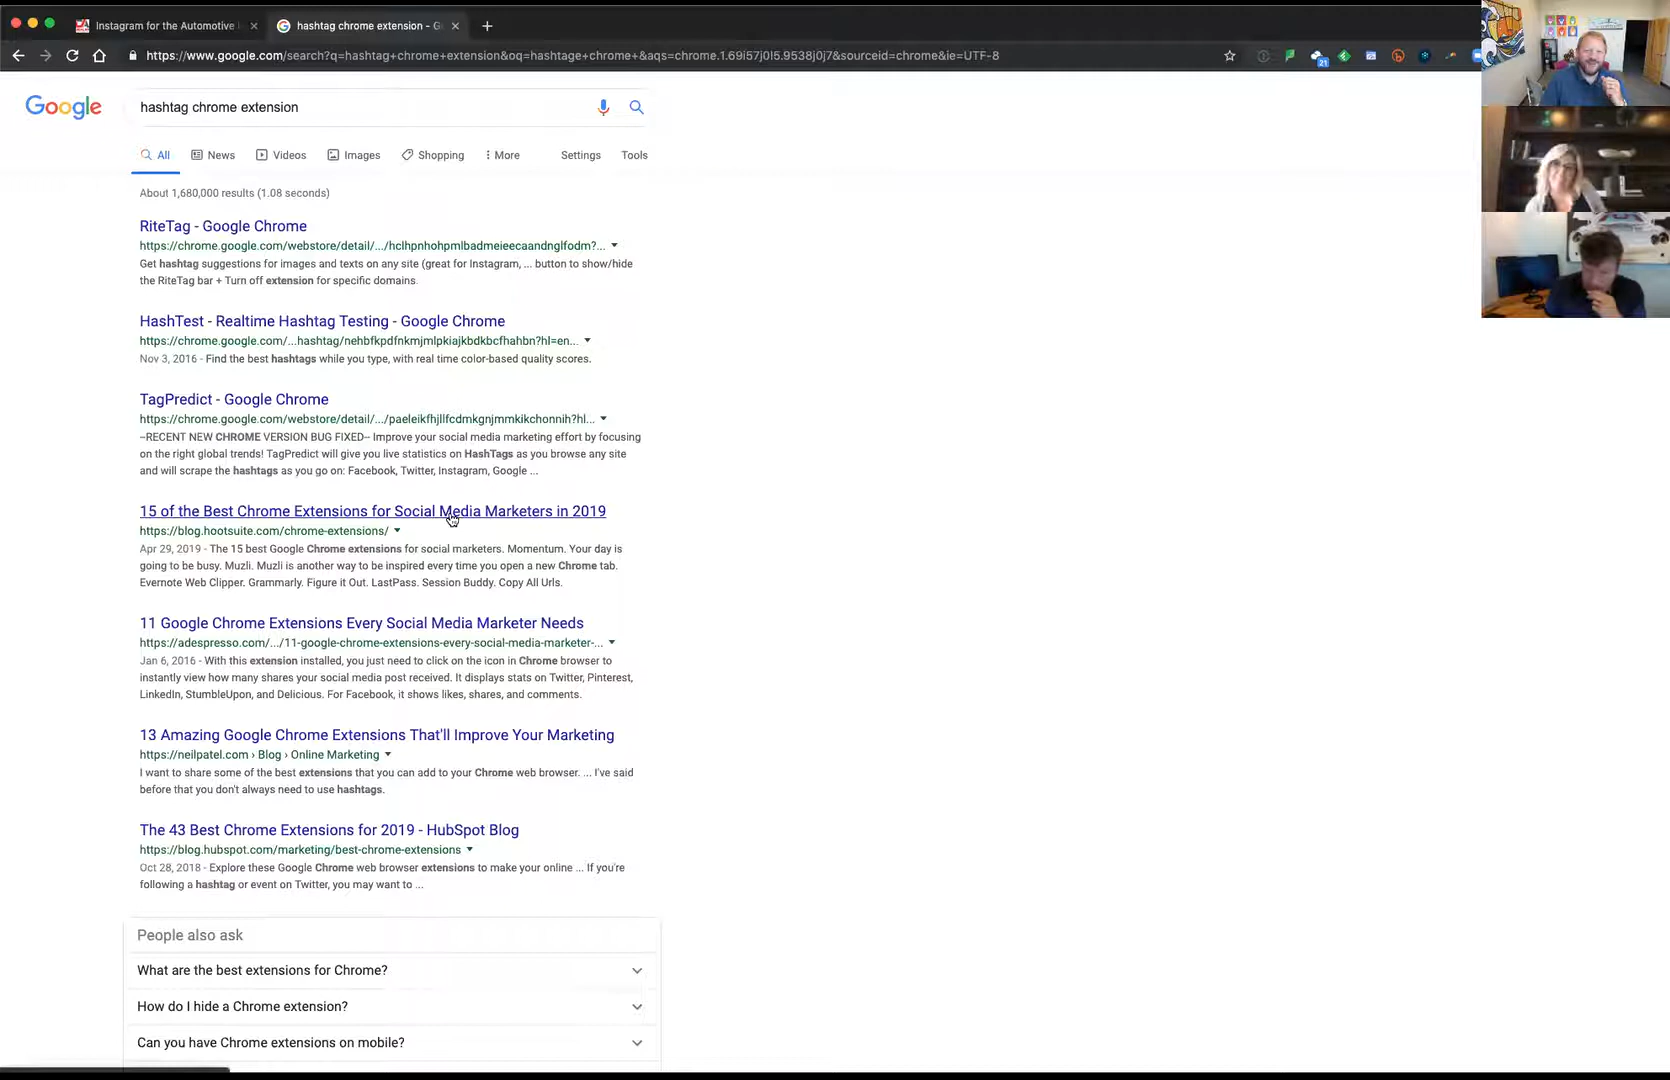 Instagram for the Automotive
hashtag chrome extension - G
https://www.google.com/search?q=hashtag+chrome+extension&oq=hashtage+chrome+&aqs=chrome.1.69i57j0l5.9538j0j7&sourceid=chrome&ie=UTF-8
21
Google
hashtag chrome extension
All News Videos Images Shopping More Settings Tools
About 1,680,000 results (1.08 seconds)
RiteTag - Google Chrome
https://chrome.google.com/webstore/detail/.../hclhpnhohpmlbadmeieecaandnglfodm?...
Get hashtag suggestions for images and texts on any site (great for Instagram, ... button to show/hide
the RiteTag bar + Turn off extension for specific domains.
HashTest - Realtime Hashtag Testing - Google Chrome
https://chrome.google.com/...hashtag/nehbfkpdfnkmjmlpkiajkbdkbcfhahbn?hl=en...
Nov 3, 2016 - Find the best hashtags while you type, with real time color-based quality scores.
TagPredict - Google Chrome
https://chrome.google.com/webstore/detail/.../paeleikfhjllfcdmkgnjmmkikchonnih?hl...
--RECENT NEW CHROME VERSION BUG FIXED-- Improve your social media marketing effort by focusing
on the right global trends! TagPredict will give you live statistics on HashTags as you browse any site
and will scrape the hashtags as you go on: Facebook, Twitter, Instagram, Google ...
15 of the Best Chrome Extensions for Social Media Marketers in 2019
https://blog.hootsuite.com/chrome-extensions/
Apr 29, 2019 - The 15 best Google Chrome extensions for social marketers. Momentum. Your day is
going to be busy. Muzli. Muzli is another way to be inspired every time you open a new Chrome tab.
Evernote Web Clipper. Grammarly. Figure it Out. LastPass. Session Buddy. Copy All Urls.
11 Google Chrome Extensions Every Social Media Marketer Needs
https://adespresso.com/.../11-google-chrome-extensions-every-social-media-marketer-...
Jan 6, 2016 - With this extension installed, you just need to click on the icon in Chrome browser to
instantly view how many shares your social media post received. It displays stats on Twitter, Pinterest,
LinkedIn, StumbleUpon, and Delicious. For Facebook, it shows likes, shares, and comments.
13 Amazing Google Chrome Extensions That'll Improve Your Marketing
https://neilpatel.com › Blog › Online Marketing
I want to share some of the best extensions that you can add to your Chrome web browser. ... I've said
before that you don't always need to use hashtags.
The 43 Best Chrome Extensions for 2019 - HubSpot Blog
https://blog.hubspot.com/marketing/best-chrome-extensions
Oct 28, 2018 - Explore these Google Chrome web browser extensions to make your online ... If you're
following a hashtag or event on Twitter, you may want to ...
People also ask
What are the best extensions for Chrome?
How do I hide a Chrome extension?
Can you have Chrome extensions on mobile?